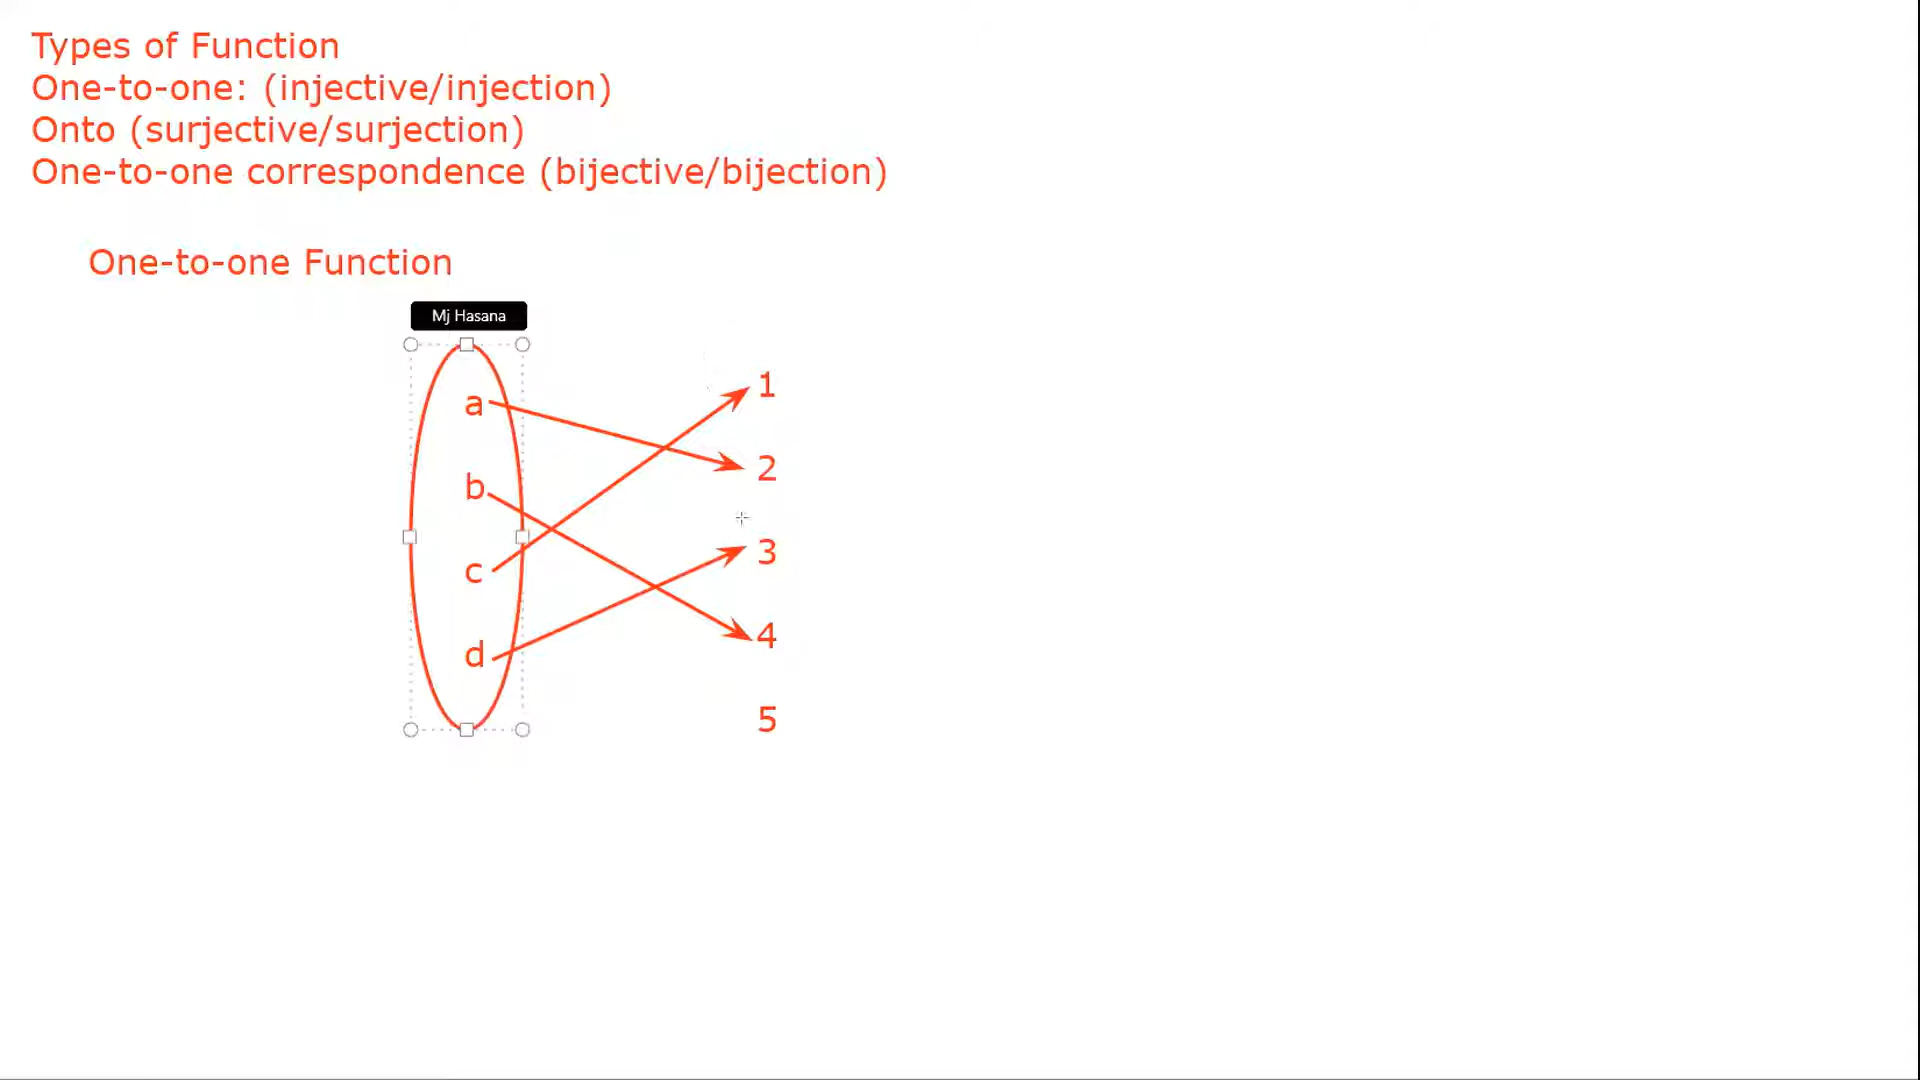 Types of Function
One-to-one: (injective/injection)
Onto (surjective/surjection)
One-to-one correspondence (bijective/bijection)
One-to-one Function
Mj Hasana
a
1
b
2
c
3
d
4
5